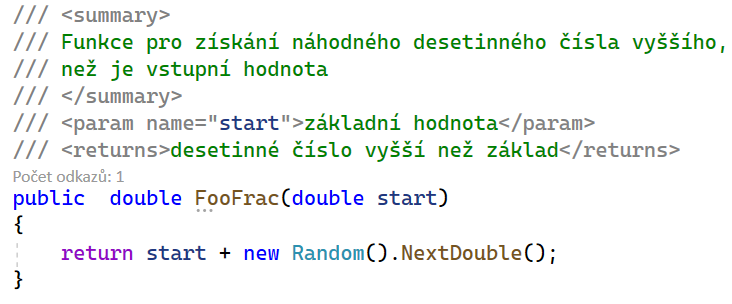 /// <summary>
/// Funkce pro získání náhodného desetinného čísla vyššího,
/// než je vstupní hodnota
/// </summary>
/// <param name="start">základní hodnota</param>
/// <returns>desetinné číslo vyšší než základ</returns>
Počet odkazů: 1
public  double FooFrac(double start)
{
    return start + new Random().NextDouble();
}